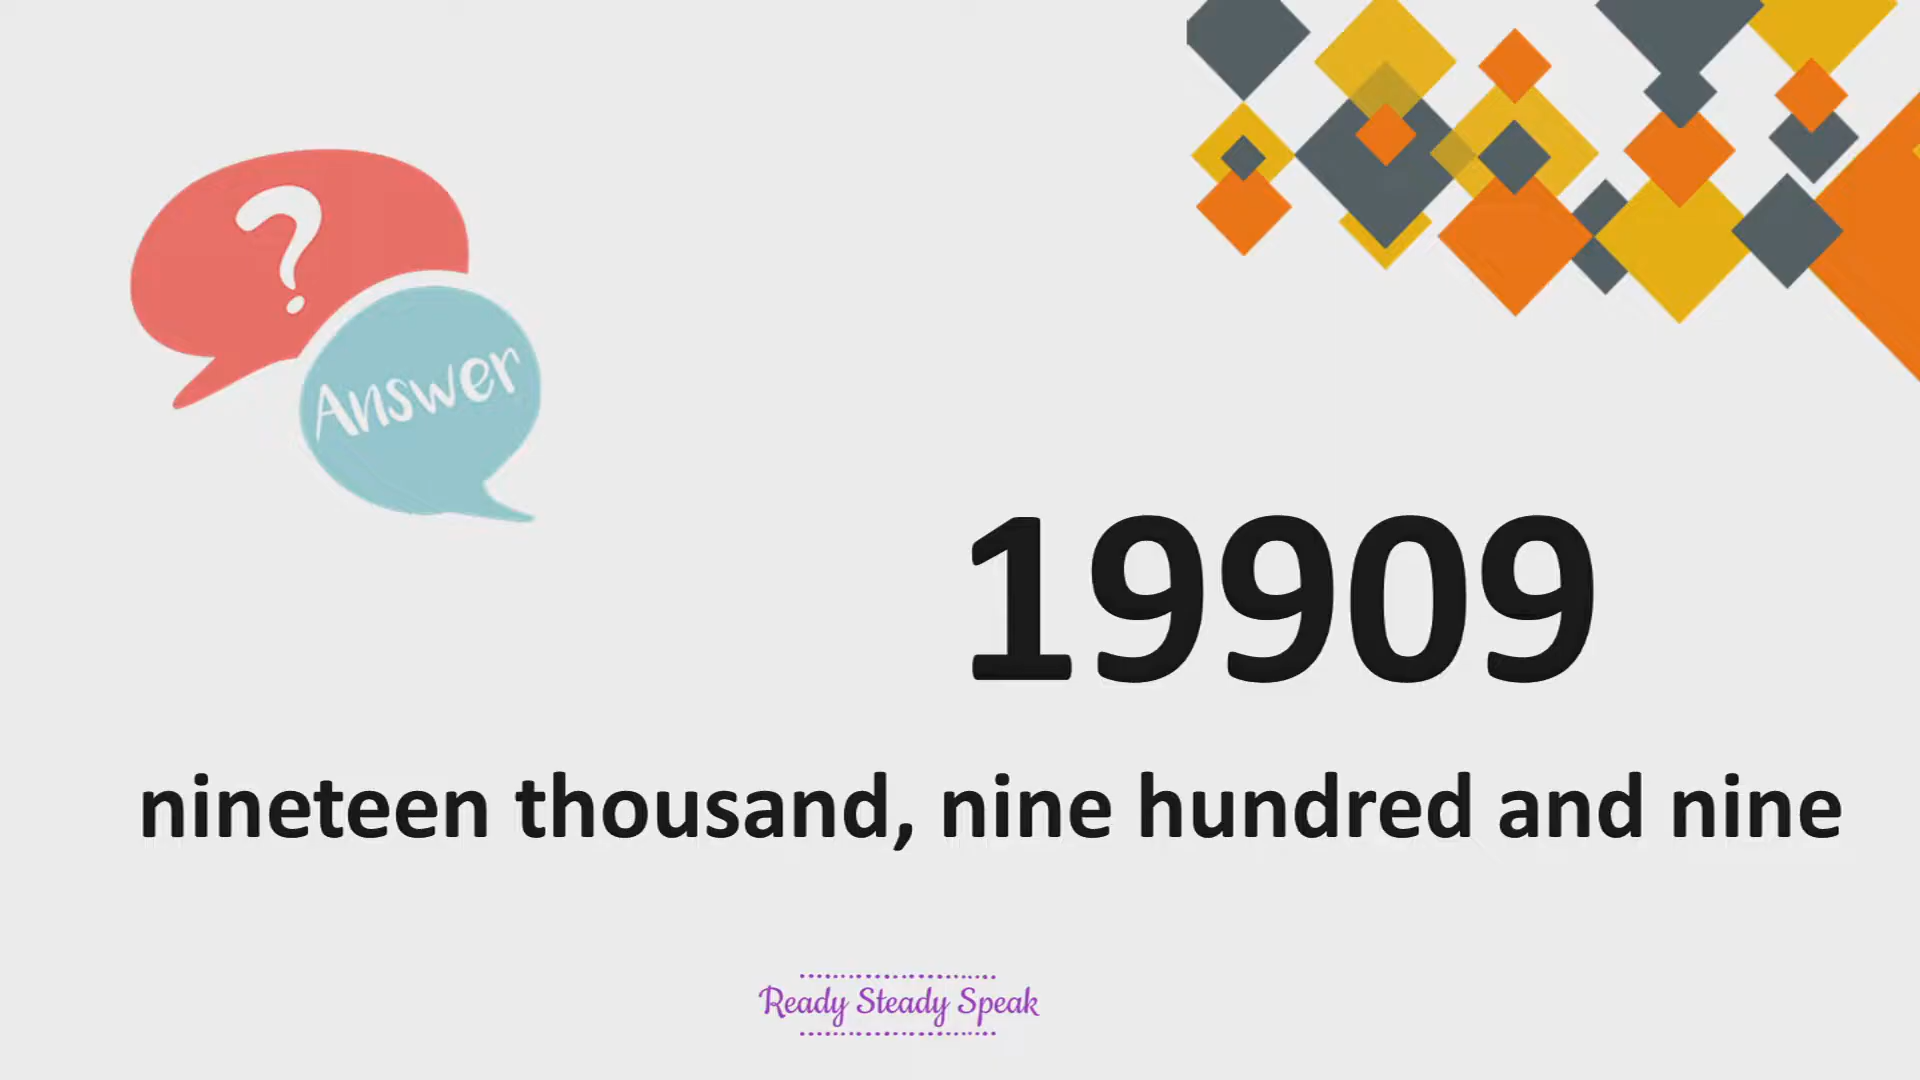 ?
Answer
19909
nineteen thousand, nine hundred and nine
Ready Steady Speak